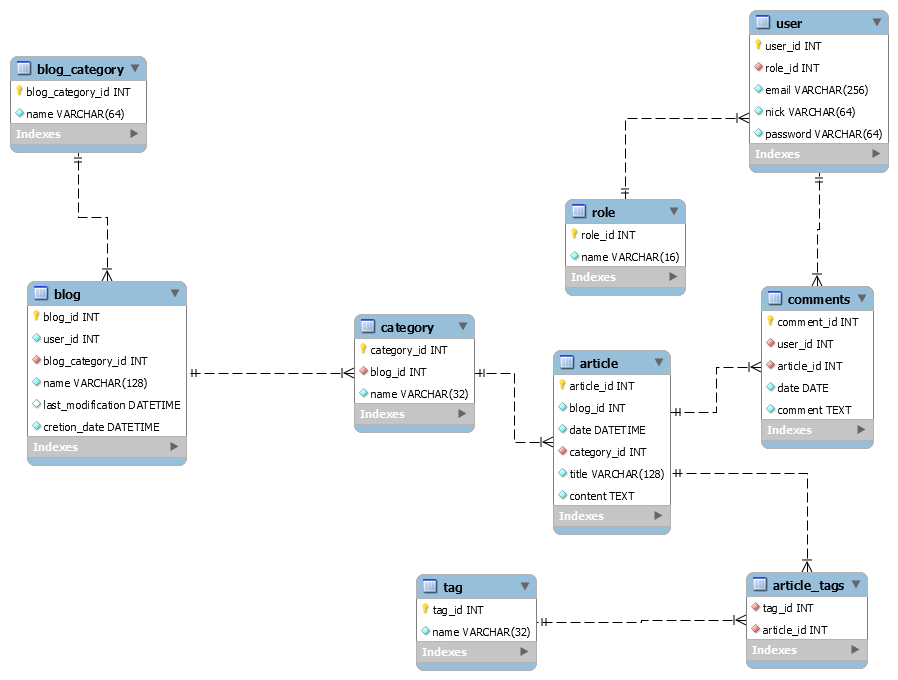 blog_category
blog_category_id INT
name VARCHAR(64)
Indexes
user
user_id INT
role_id INT
email VARCHAR(256)
nick VARCHAR(64)
password VARCHAR(64)
Indexes
role
role_id INT
name VARCHAR(16)
Indexes
blog
blog_id INT
user_id INT
blog_category_id INT
name VARCHAR(128)
last_modification DATETIME
cretion_date DATETIME
Indexes
category
category_id INT
blog_id INT
name VARCHAR(32)
Indexes
article
article_id INT
blog_id INT
date DATETIME
category_id INT
title VARCHAR(128)
content TEXT
Indexes
comments
comment_id INT
user_id INT
article_id INT
date DATE
comment TEXT
Indexes
tag
tag_id INT
name VARCHAR(32)
Indexes
article_tags
tag_id INT
article_id INT
Indexes